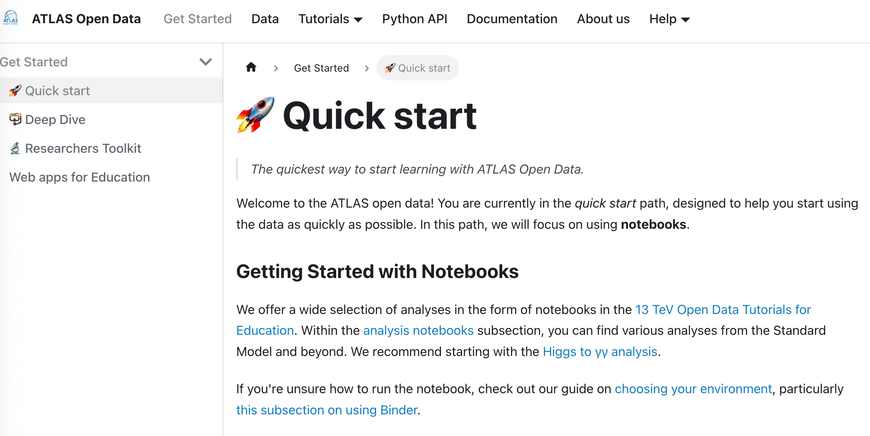 ATLAS Open Data Get Started Data Tutorials Python API Documentation About us Help
Get Started
Quick start
Deep Dive
Researchers Toolkit
Web apps for Education
Get Started 🚀 Quick start
🚀 Quick start
The quickest way to start learning with ATLAS Open Data.
Welcome to the ATLAS open data! You are currently in the quick start path, designed to help you start using
the data as quickly as possible. In this path, we will focus on using notebooks.
Getting Started with Notebooks
We offer a wide selection of analyses in the form of notebooks in the 13 TeV Open Data Tutorials for
Education. Within the analysis notebooks subsection, you can find various analyses from the Standard
Model and beyond. We recommend starting with the Higgs to γγ analysis.
If you're unsure how to run the notebook, check out our guide on choosing your environment, particularly
this subsection on using Binder.